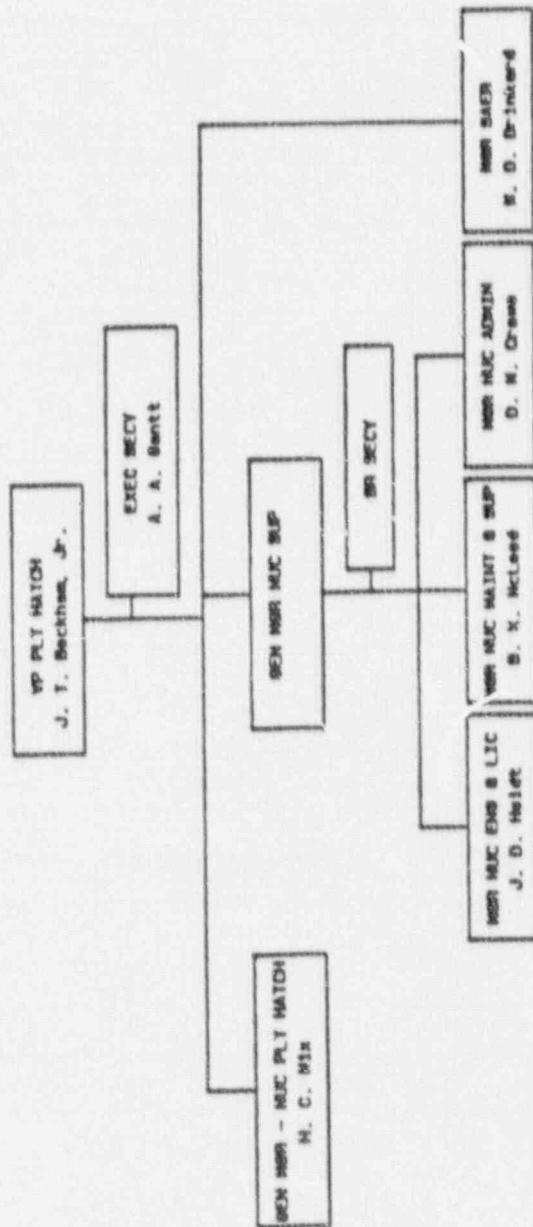 VP PLT HATCH
J. T. Beckham, Jr.
EXEC SECY
A. A.
GEN MGR - NUC PLT HATCH
H. C. Nix
GEN MGR NUC SUP
SR SECY
MGR NUC ENG & LIC
J. D. Heidt
MGR NUC MAINT & SUP
S. K. McLeod
MGR NUC ADMIN
D. M. Crowe
MGR SAER
Drinkard